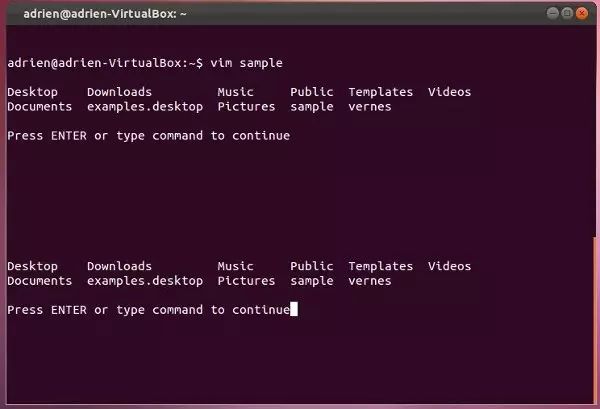 adrien@adrien-VirtualBox: ~
adrien@adrien-VirtualBox:~$ vim sample
Desktop    Downloads         Music     Public  Templates  Videos
Documents  examples.desktop  Pictures  sample  vernes
Press ENTER or type command to continue
Desktop    Downloads         Music     Public  Templates  Videos
Documents  examples.desktop  Pictures  sample  vernes
Press ENTER or type command to continue